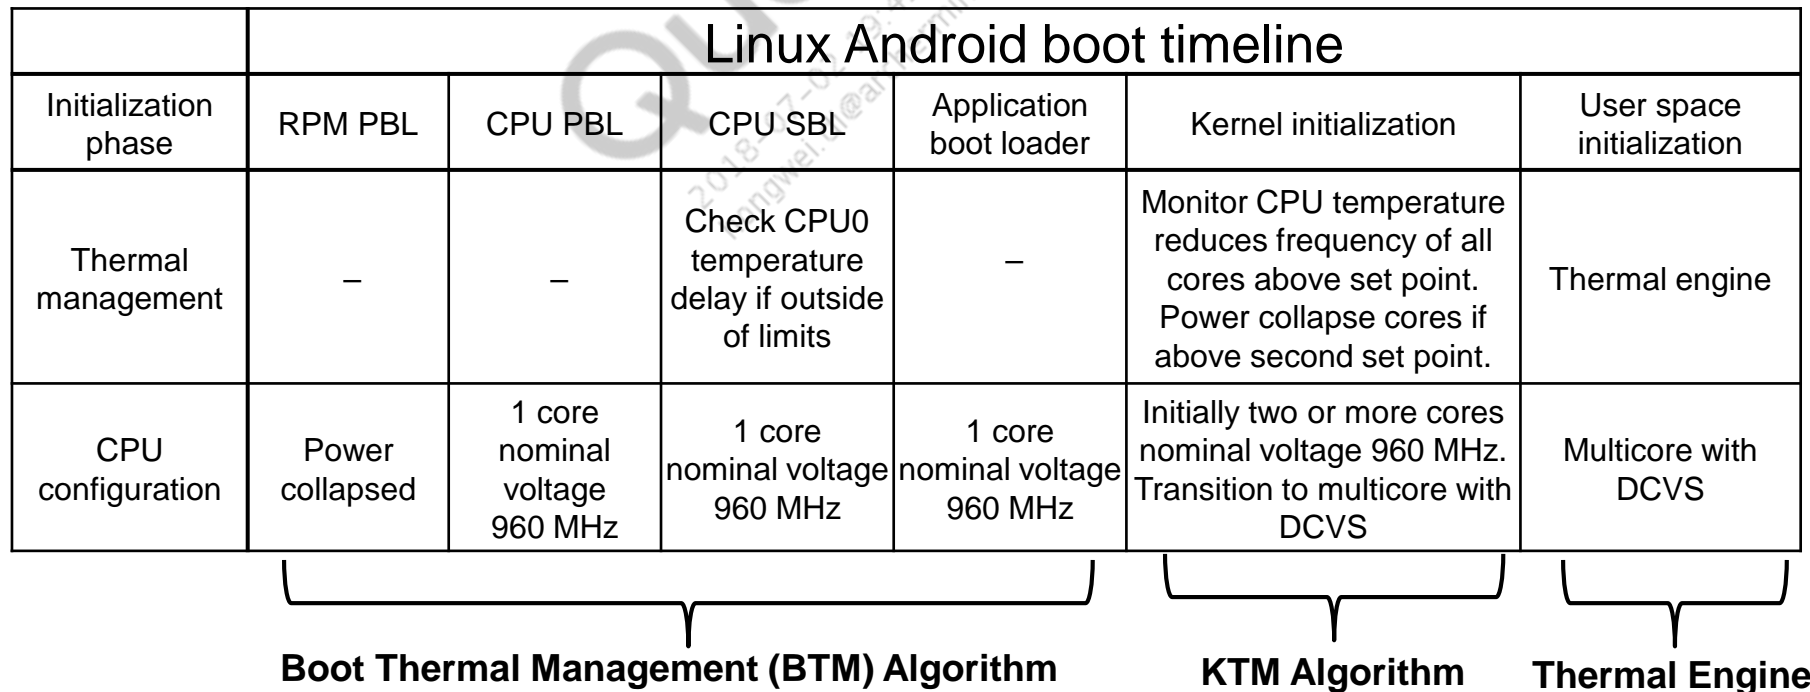 Linux Android boot timeline
Initialization
phase
RPM PBL
CPU PBL
CPU SBL
Application
boot loader
Kernel initialization
User space
initialization
Thermal
management
–
–
Check CPU0
temperature
delay if outside
of limits
–
Monitor CPU temperature
reduces frequency of all
cores above set point.
Power collapse cores if
above second set point.
Thermal engine
CPU
configuration
Power
collapsed
1 core
nominal
voltage
960 MHz
1 core
nominal voltage
960 MHz
1 core
nominal voltage
960 MHz
Initially two or more cores
nominal voltage 960 MHz.
Transition to multicore with
DCVS
Multicore with
DCVS
Boot Thermal Management (BTM) Algorithm
KTM Algorithm
Thermal Engine